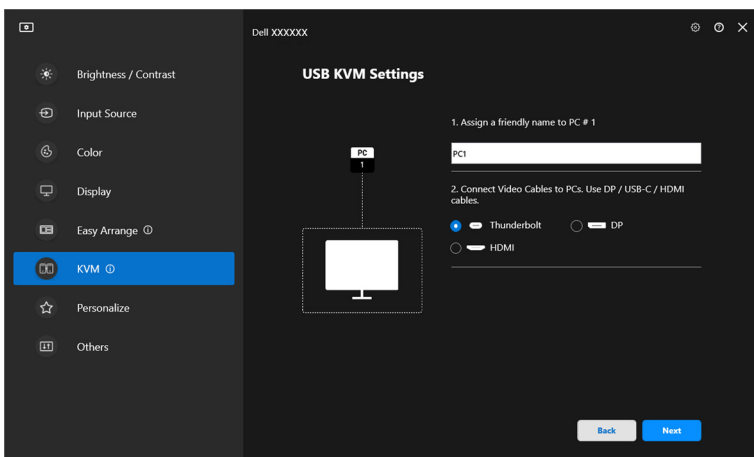 Dell XXXXXX
Brightness / Contrast
Input Source
Color
Display
Easy Arrange
KVM
Personalize
Others
USB KVM Settings
PC
1
1. Assign a friendly name to PC # 1
PC1
2. Connect Video Cables to PCs. Use DP / USB-C / HDMI
cables.
Thunderbolt
DP
HDMI
Back
Next